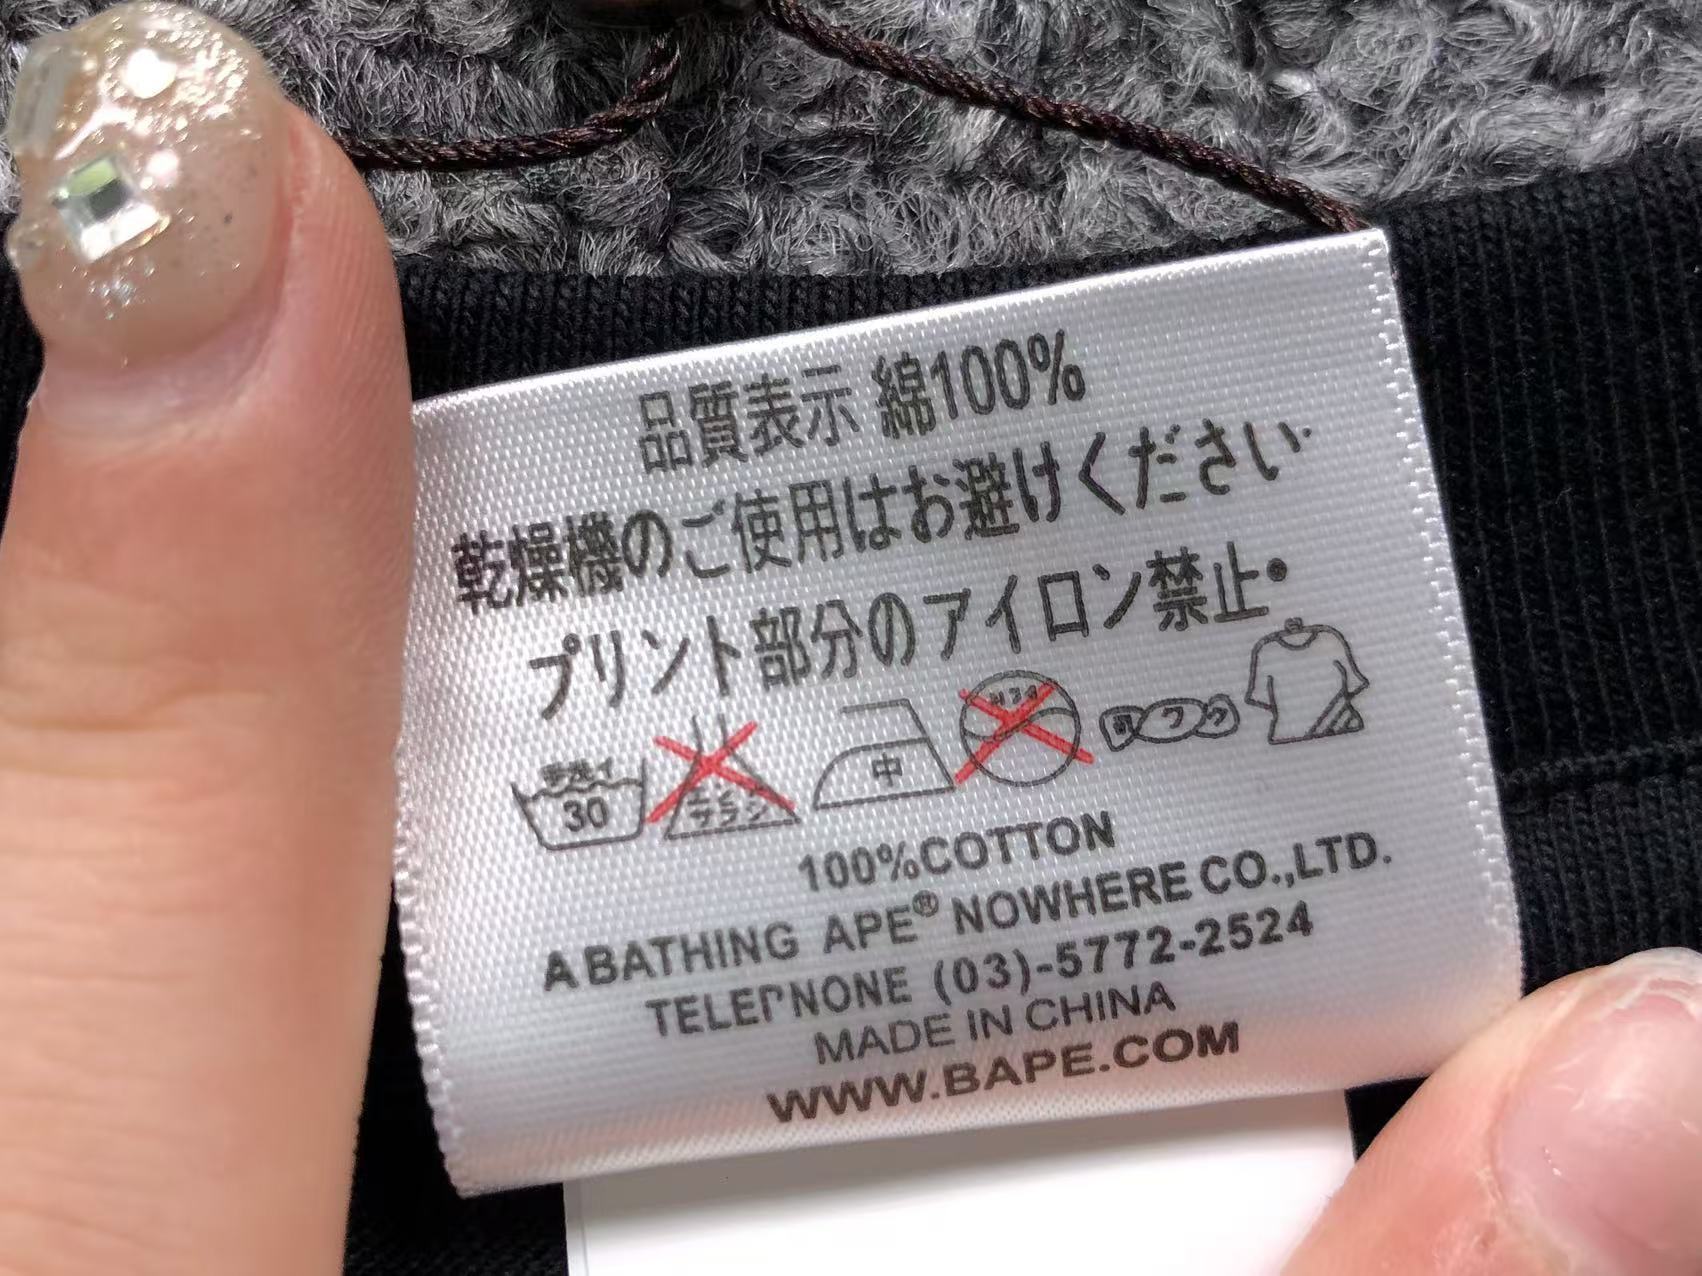 品質表示 綿100%
乾燥機のご使用はお避けください
プリント部分のアイロン禁止•
30
中
100%COTTON
A BATHING APE® NOWHERE CO.,LTD.
TELEPNONE (03)-5772-2524
MADE IN CHINA
WWW.BAPE.COM